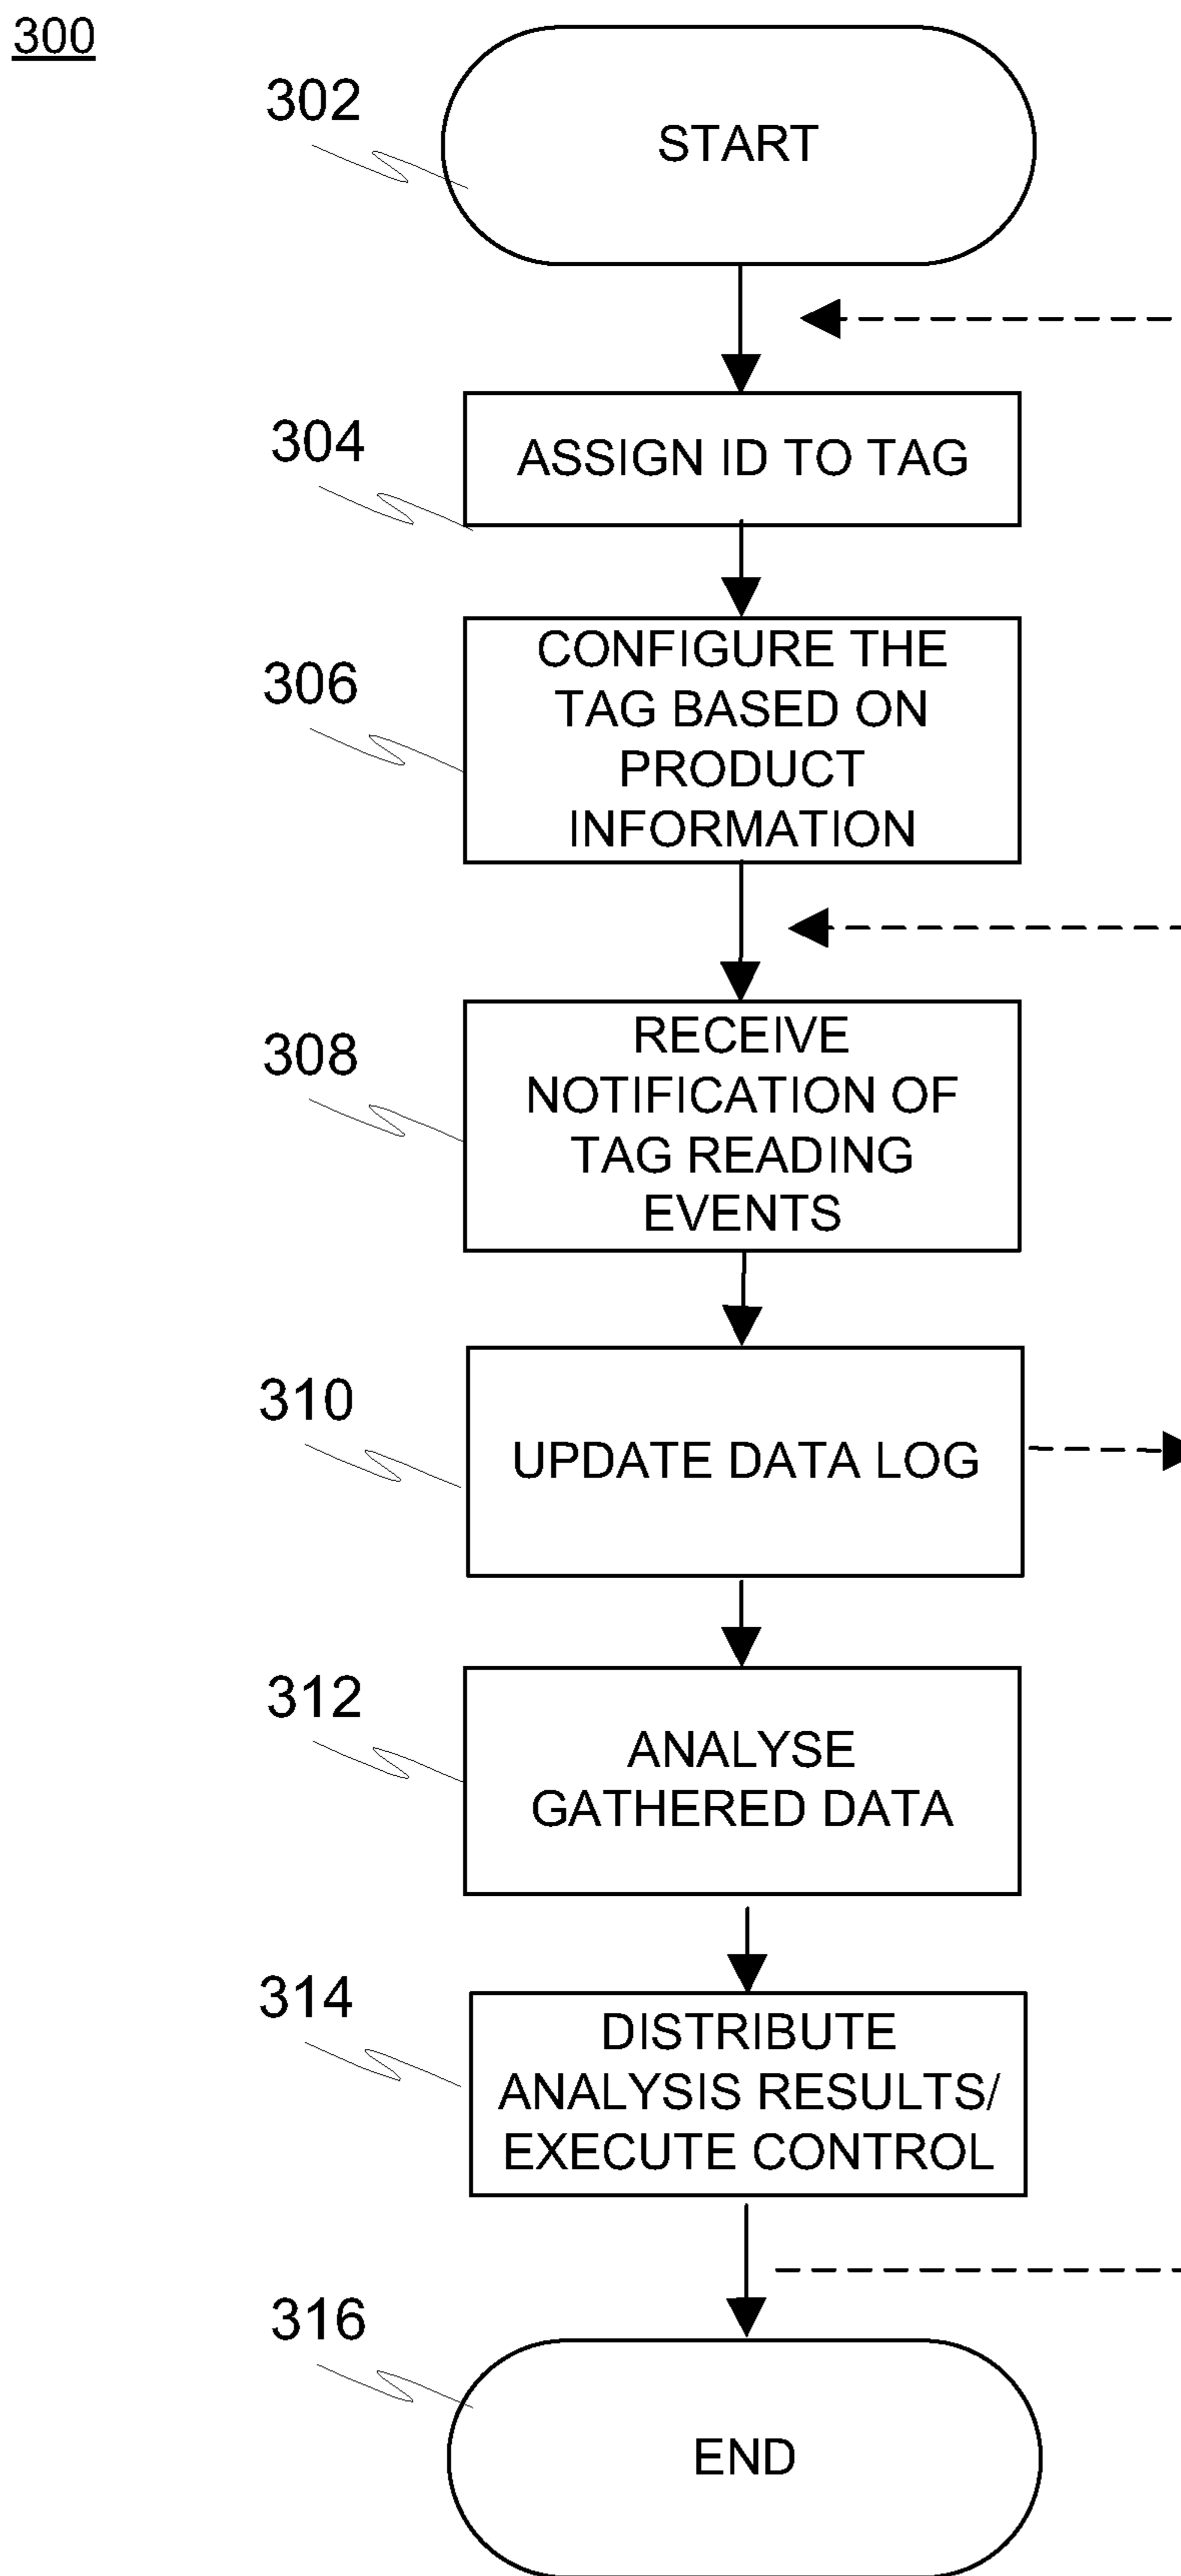 300
302
START
304
ASSIGN ID TO TAG
306
CONFIGURE THE
TAG BASED ON
PRODUCT
INFORMATION
308
RECEIVE
NOTIFICATION OF
TAG READING
EVENTS
310
UPDATE DATA LOG
312
ANALYSE
GATHERED DATA
314
DISTRIBUTE
ANALYSIS RESULTS/
EXECUTE CONTROL
316
END